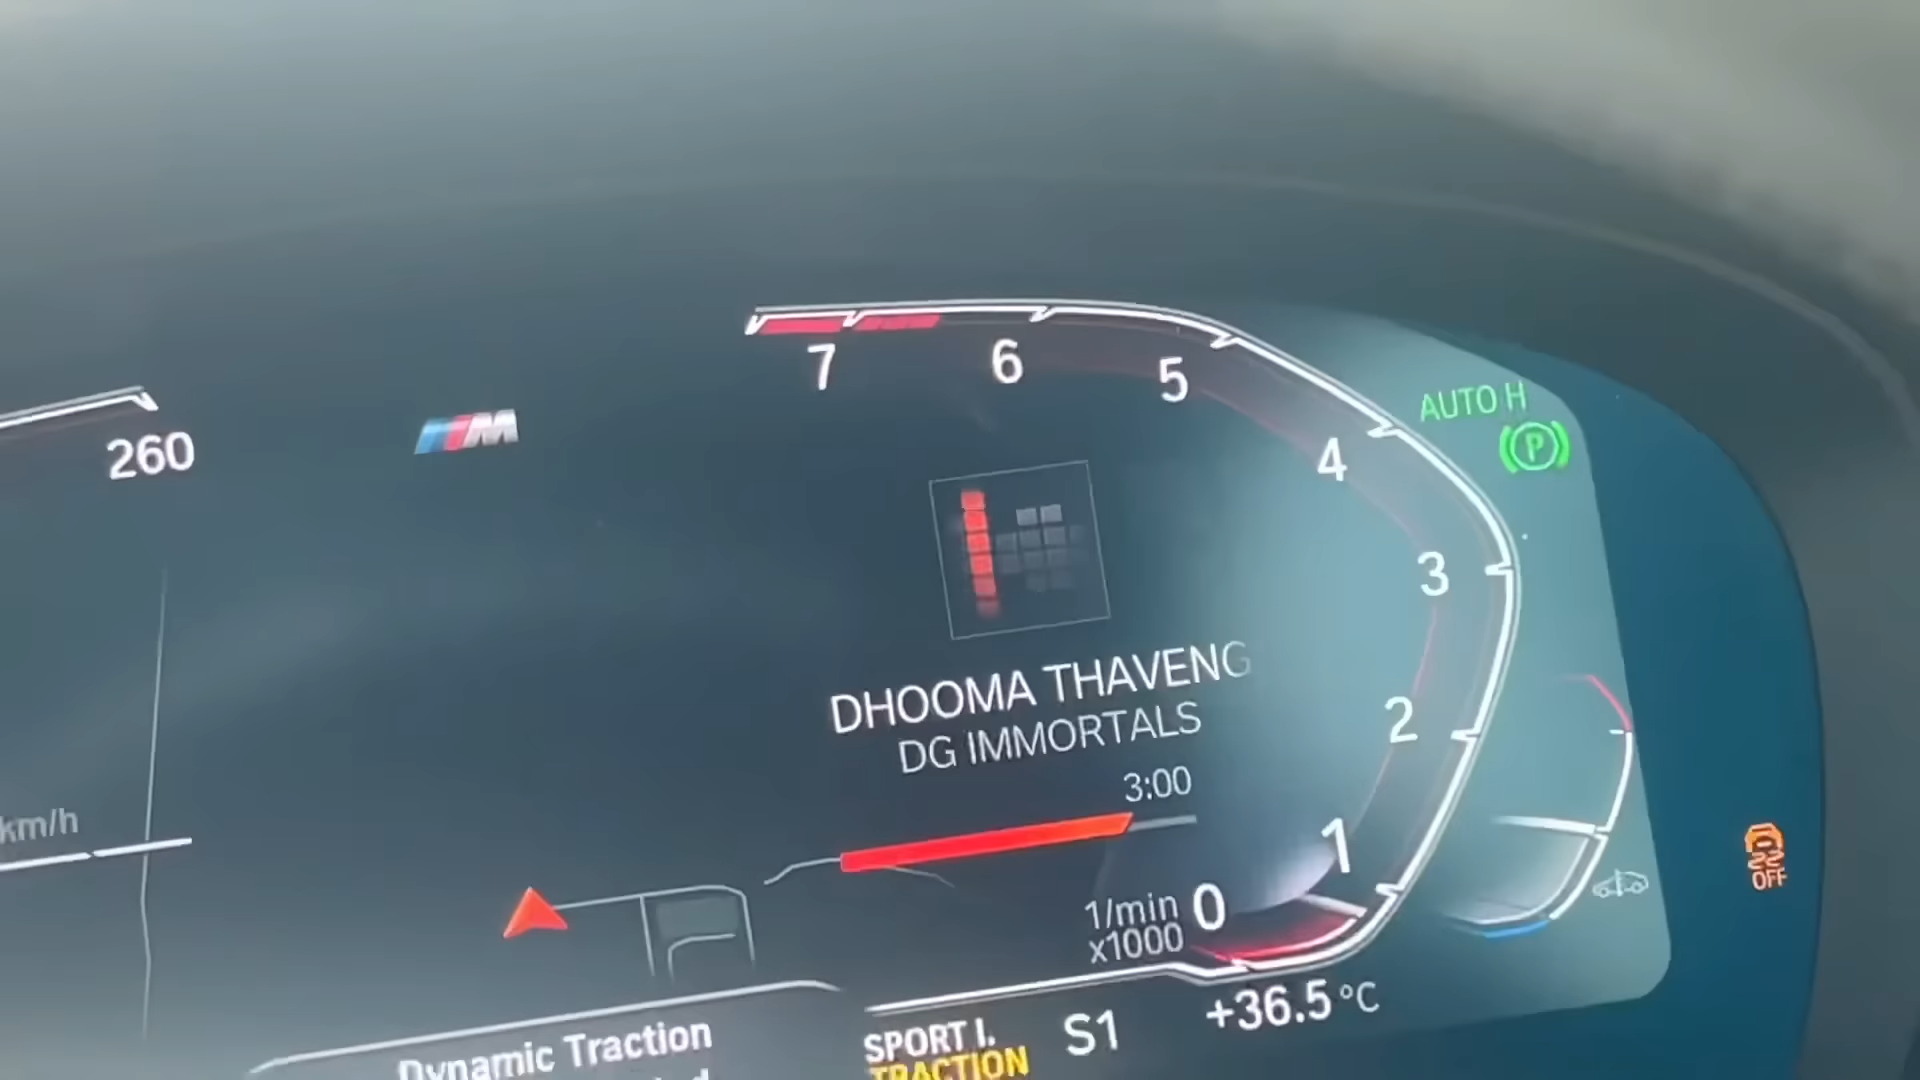 260
M
7
6
5
4
3
2
1
0
AUTO H
P
DHOOMA THAVENG
DG IMMORTALS
3:00
km/h
1/min
x1000
OFF
Dynamic Traction
SPORT I.
TRACTION
S1
+36.5 °C